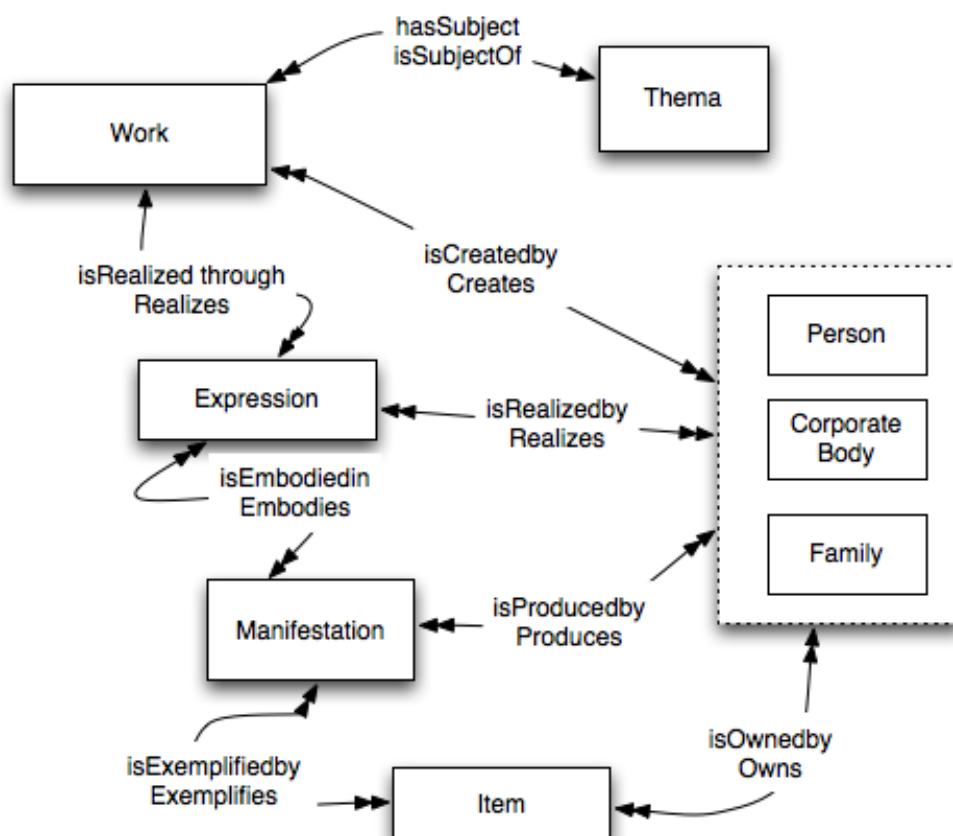 hasSubject
isSubjectOf
Thema
Work
isCreatedby
Creates
isRealized through
Realizes
Person
Expression
isRealizedby
Realizes
Corporate
Body
isEmbodiedin
Embodies
Family
isProducedby
Produces
Manifestation
isOwnedby
Owns
isExemplifiedby
Exemplifies
Item